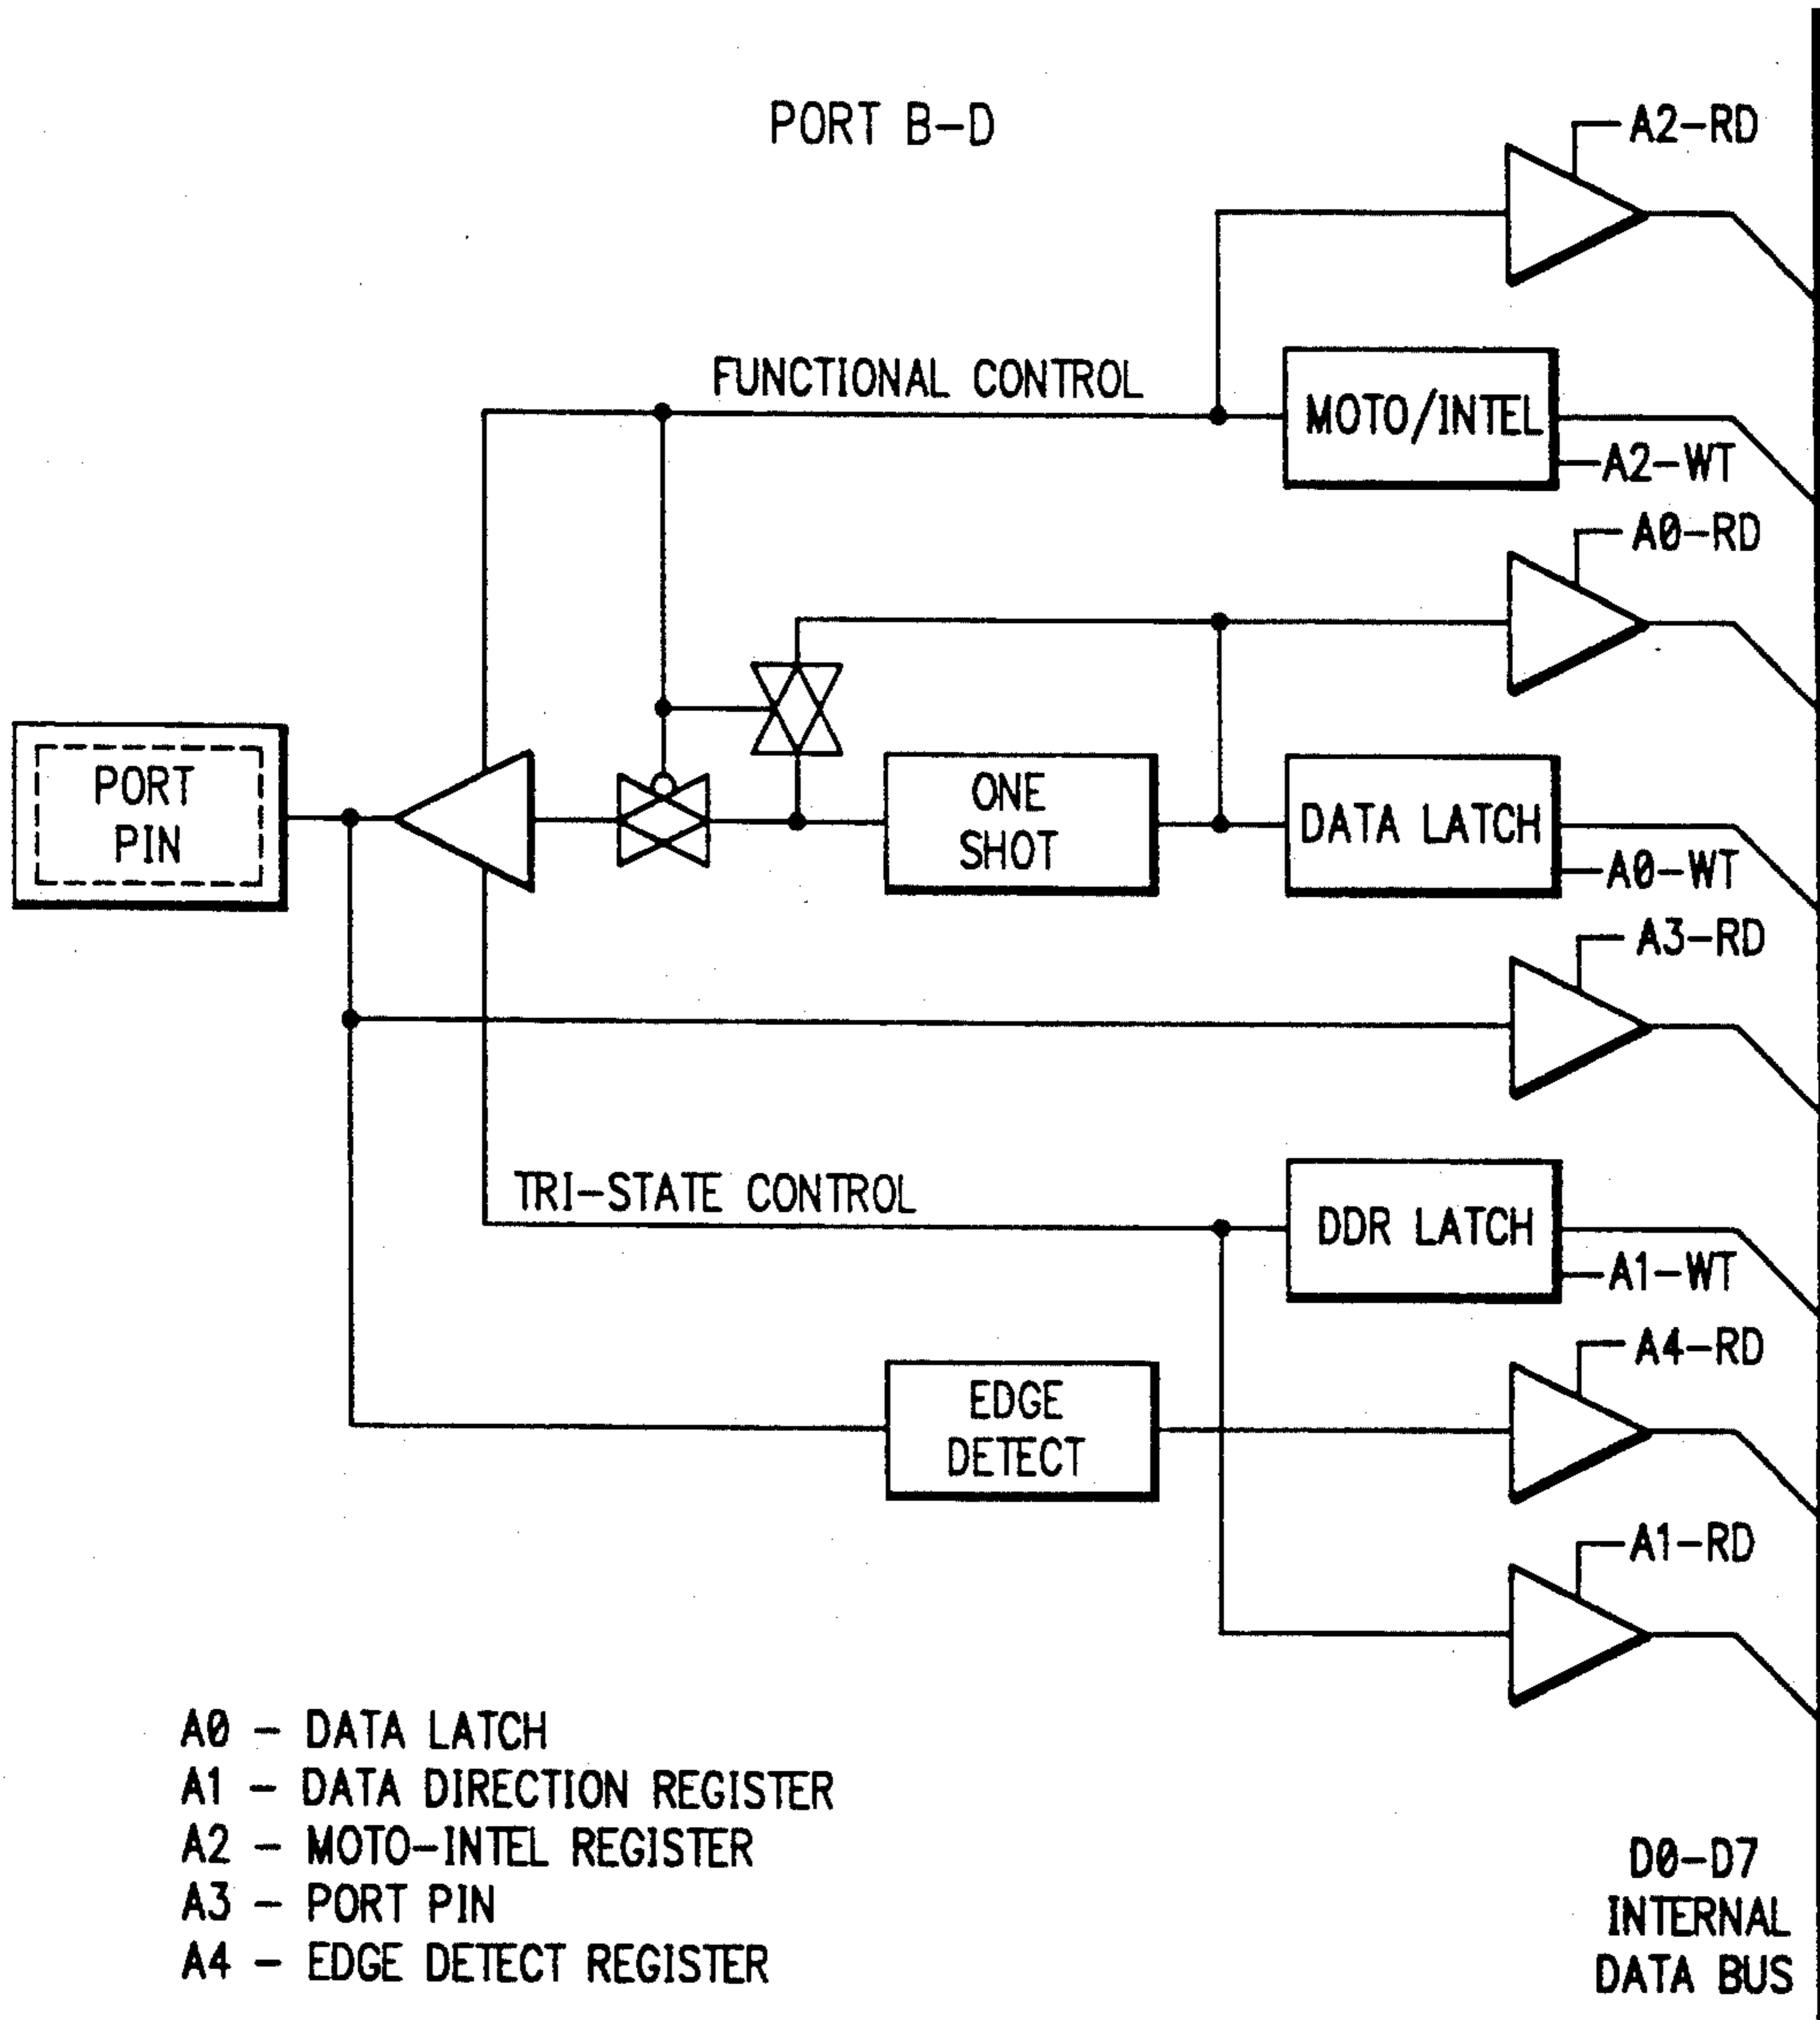 PORT B-D
A2-RD
FUNCTIONAL CONTROL
MOTO/INTEL
A2-WT
A0-RD
PORT
PIN
ONE
SHOT
DATA LATCH
A0-WT
A3-RD
TRI-STATE CONTROL
DDR LATCH
A1-WT
A4-RD
EDGE
DETECT
A1-RD
A0 - DATA LATCH
A1 - DATA DIRECTION REGISTER
A2 - MOTO-INTEL REGISTER
A3 - PORT PIN
A4 - EDGE DETECT REGISTER
D0-D7
INTERNAL
DATA BUS